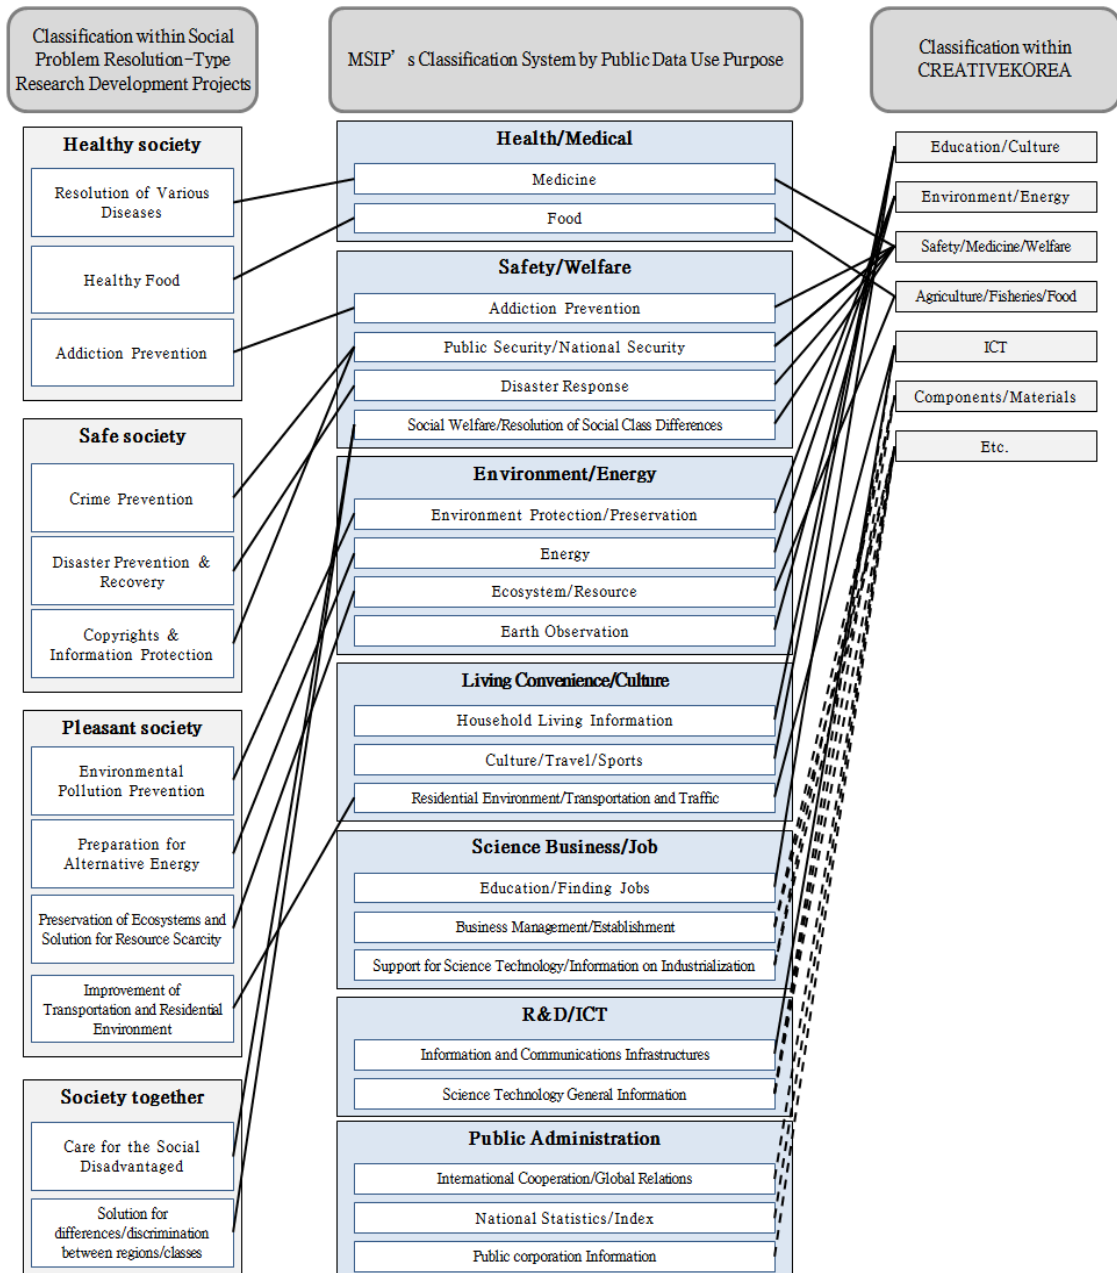 Classification within Social
Problem Resolution-Type
Research Development Projects
MSIP' s Classification System by Public Data Use Purpose
Classification within
CREATIVEKOREA
Healthy society
Resolution of Various
Diseases
Healthy Food
Addiction Prevention
Safe society
Crime Prevention
Disaster Prevention &
Recovery
Copyrights &
Information Protection
Pleasant society
Environmental
Pollution Prevention
Preparation for
Alternative Energy
Preservation of Ecosystems and
Solution for Resource Scarcity
Improvement of
Transportation and Residential
Environment
Society together
Care for the Social
Disadvantaged
Solution for
differences/discrimination
between regions/classes
Health/Medical
Medicine
Food
Safety/Welfare
Addiction Prevention
Public Security/National Security
Disaster Response
Social Welfare/Resolution of Social Class Differences
Environment/Energy
Environment Protection/Preservation
Energy
Ecosystem/Resource
Earth Observation
Living Convenience/Culture
Household Living Information
Culture/Travel/Sports
Residential Environment/Transportation and Traffic
Science Business/Job
Education/Finding Jobs
Business Management/Establishment
Support for Science Technology/Information on Industrialization
R&D/ICT
Information and Communications Infrastructures
Science Technology General Information
Public Administration
International Cooperation/Global Relations
National Statistics/Index
Public corporation Information
Education/Culture
Environment/Energy
Safety/Medicine/Welfare
Agriculture/Fisheries/Food
ICT
Components/Materials
Etc.